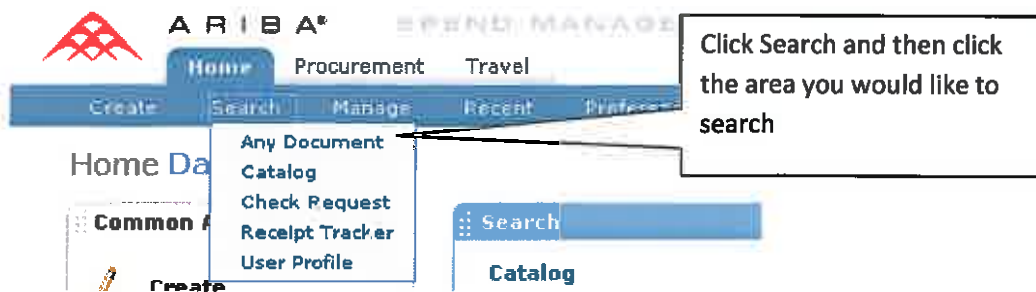 ARIBA® SPEND MANAGE
Click Search and then click
the area you would like to
search
Home Procurement Travel
Create Search Manage Recent Preferen
Any Document
Catalog
Check Request
Receipt Tracker
User Profile
Home Da
Common A
Search
Create
Catalog